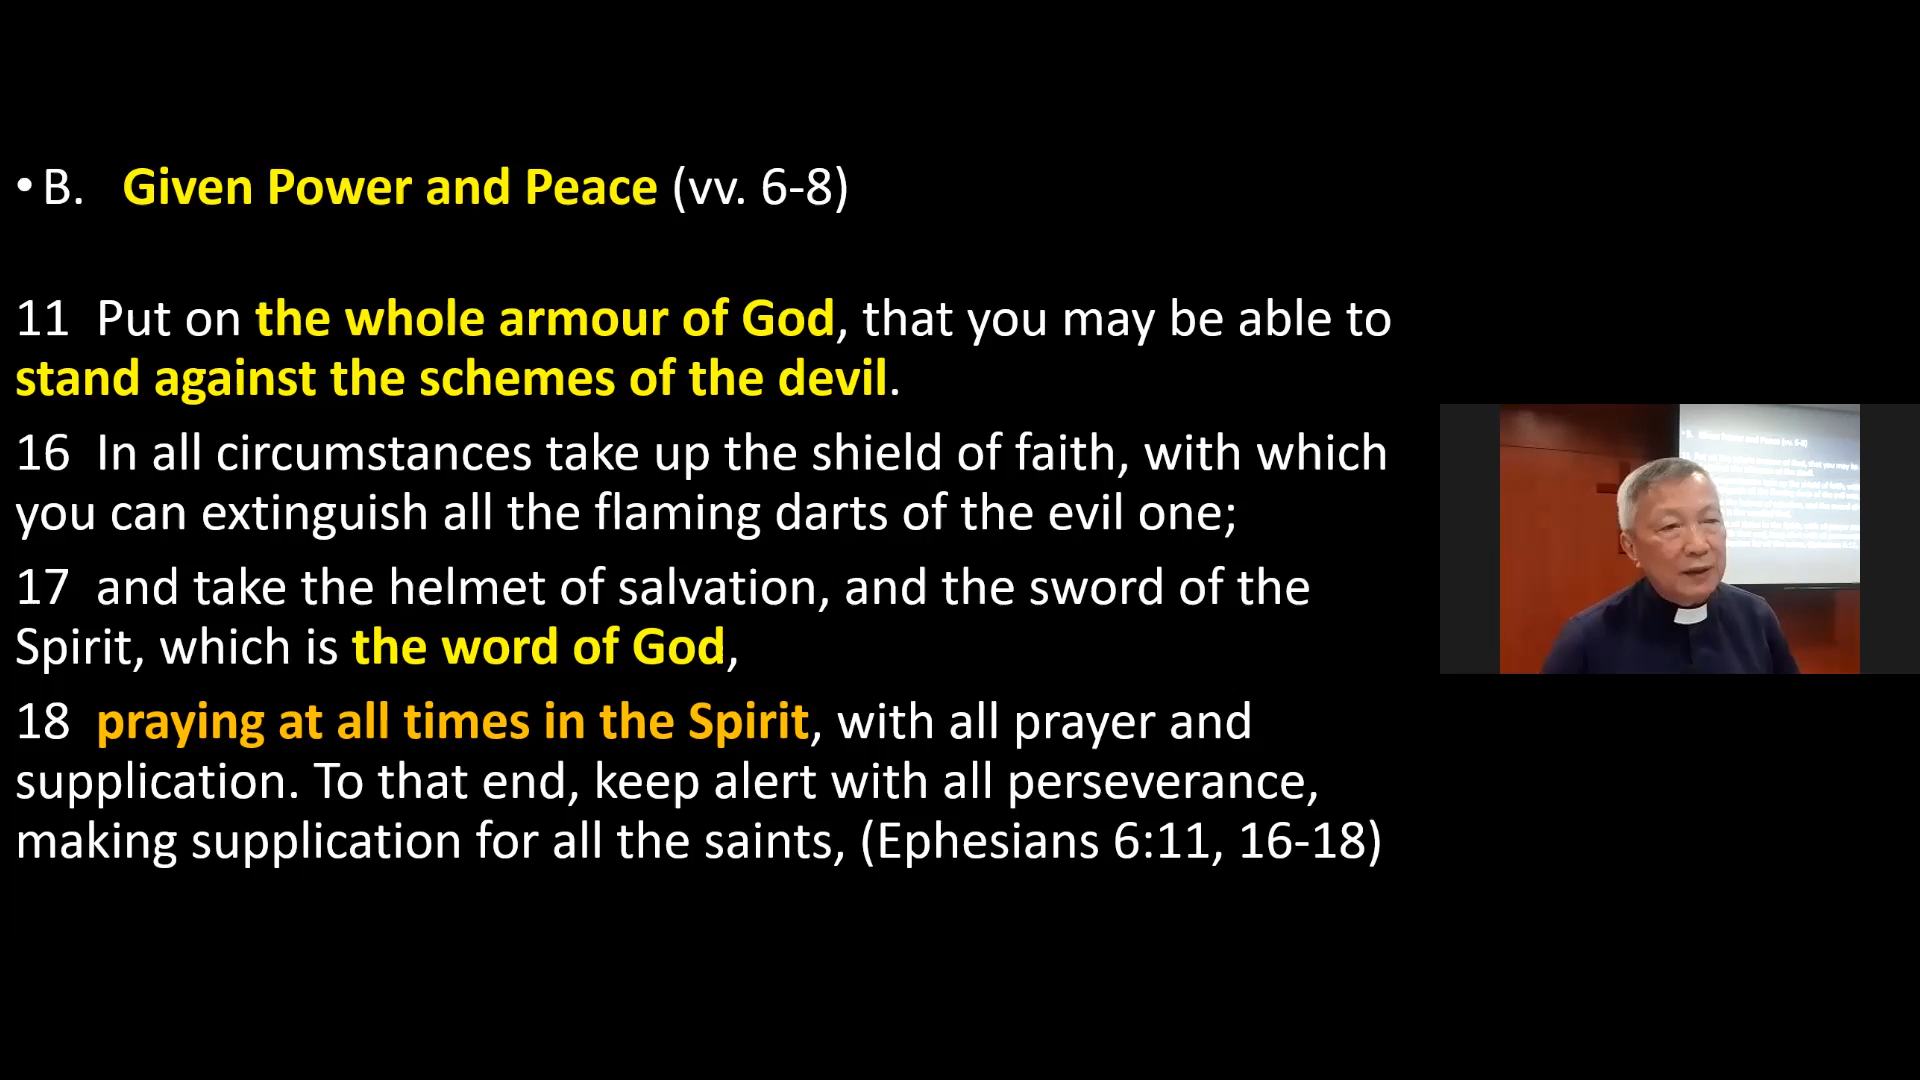 • B. Given Power and Peace (vv. 6-8)
11 Put on the whole armour of God, that you may be able to
stand against the schemes of the devil.
16 In all circumstances take up the shield of faith, with which
you can extinguish all the flaming darts of the evil one;
17 and take the helmet of salvation, and the sword of the
Spirit, which is the word of God,
18 praying at all times in the Spirit, with all prayer and
supplication. To that end, keep alert with all perseverance,
making supplication for all the saints, (Ephesians 6:11, 16-18)